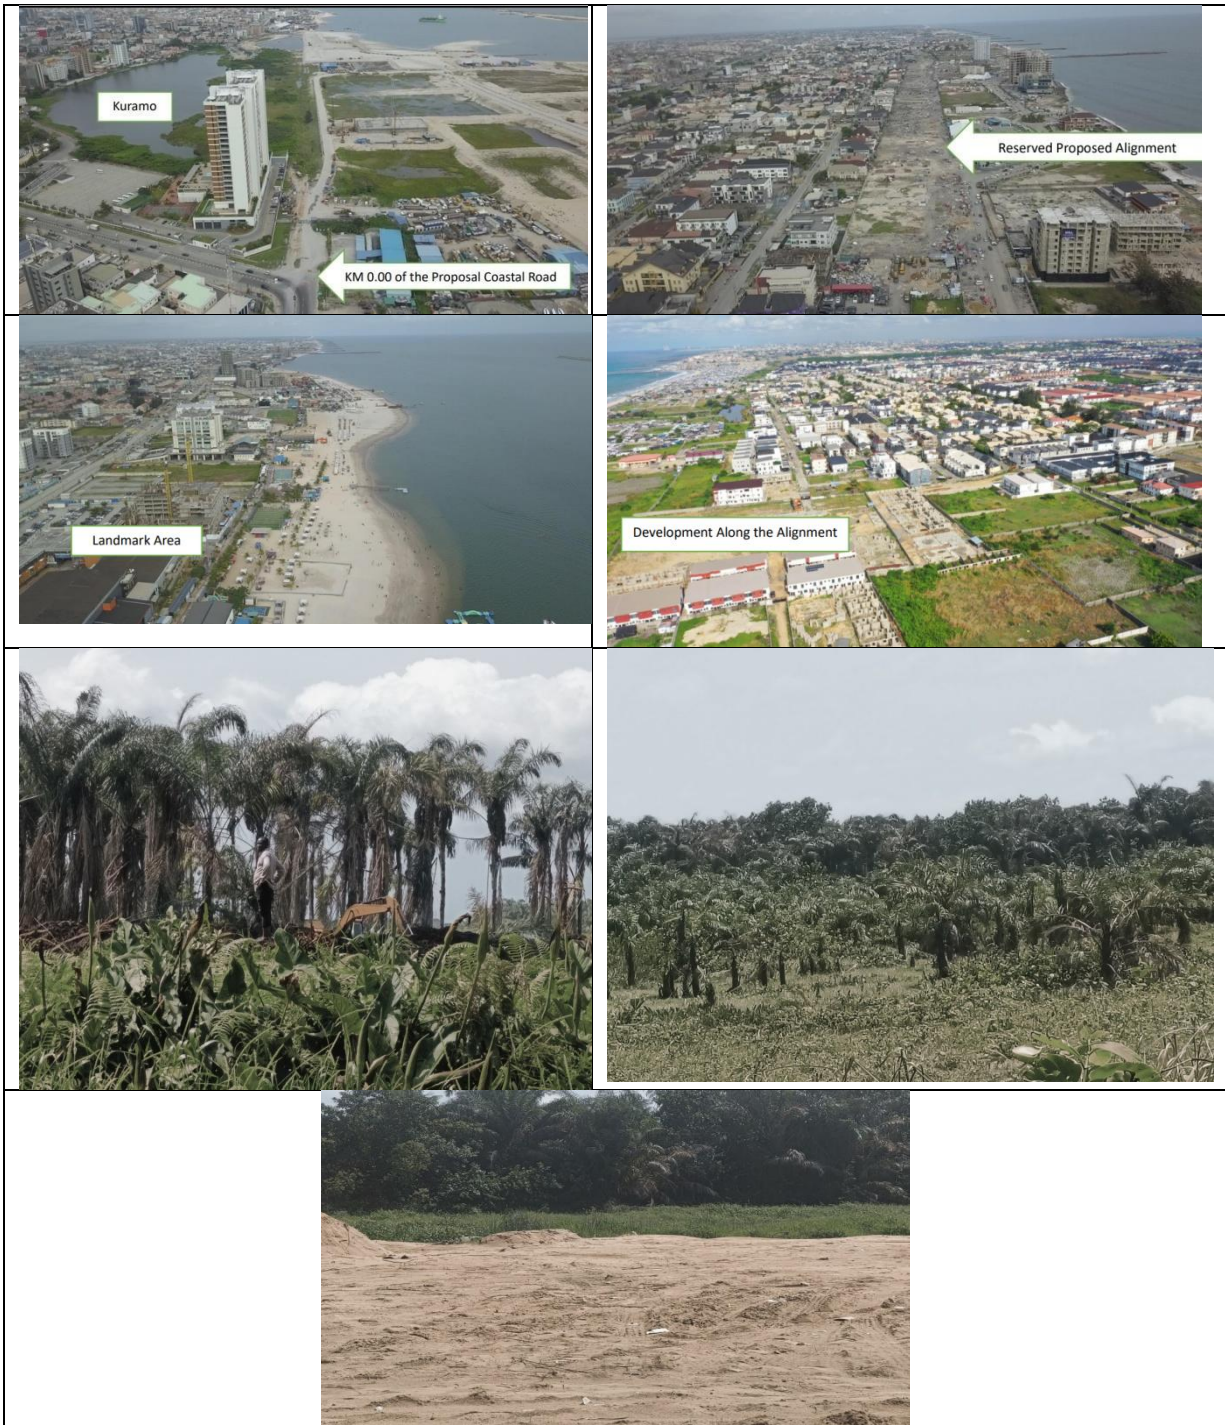 Kuramo
KM 0.00 of the Proposal Coastal Road
Reserved Proposed Alignment
Landmark Area
Development Along the Alignment